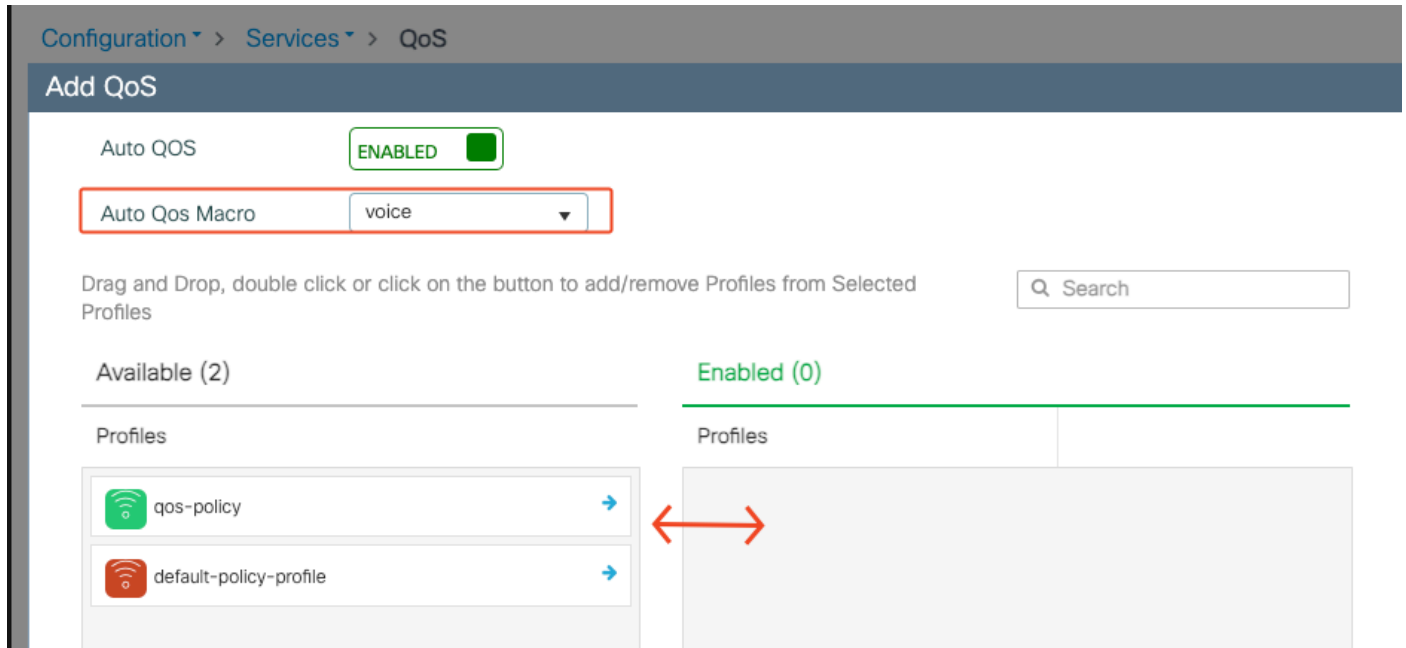 Configuration > Services > QoS
Add QoS
Auto QOS ENABLED
Auto Qos Macro voice
Drag and Drop, double click or click on the button to add/remove Profiles from Selected
Profiles
Search
Available (2) Enabled (0)
Profiles Profiles
qos-policy
default-policy-profile